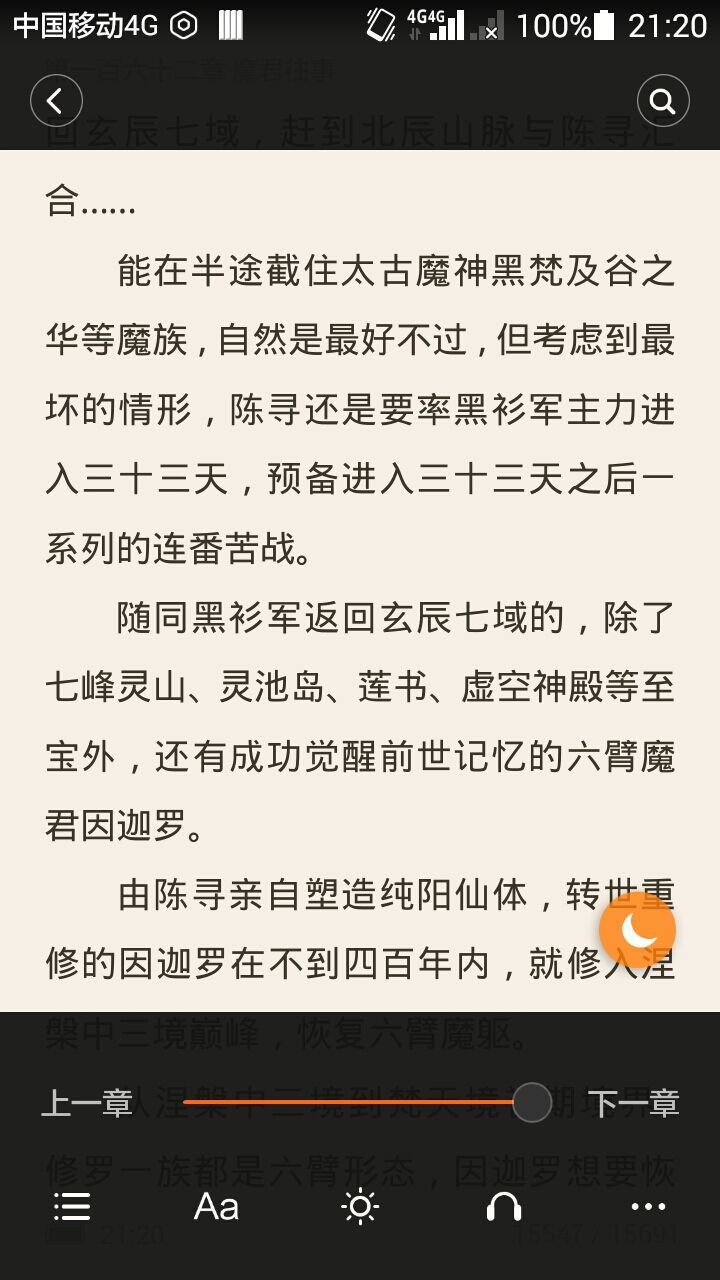 中国移动4G 4G4G 100% 21:20
第一百六十二章 魔君往事
回玄辰七域，赶到北辰山脉与陈寻汇
合……
能在半途截住太古魔神黑梵及谷之
华等魔族，自然是最好不过，但考虑到最
坏的情形，陈寻还是要率黑衫军主力进
入三十三天，预备进入三十三天之后一
系列的连番苦战。
随同黑衫军返回玄辰七域的，除了
七峰灵山、灵池岛、莲书、虚空神殿等至
宝外，还有成功觉醒前世记忆的六臂魔
君因迦罗。
由陈寻亲自塑造纯阳仙体，转世重
修的因迦罗在不到四百年内，就修入涅
槃中三境巅峰，恢复六臂魔躯。
从涅槃中三境到梵天境初期境界
上一章 下一章
修罗一族都是六臂形态，因迦罗想要恢
Aa
21:20 15547 / 15691